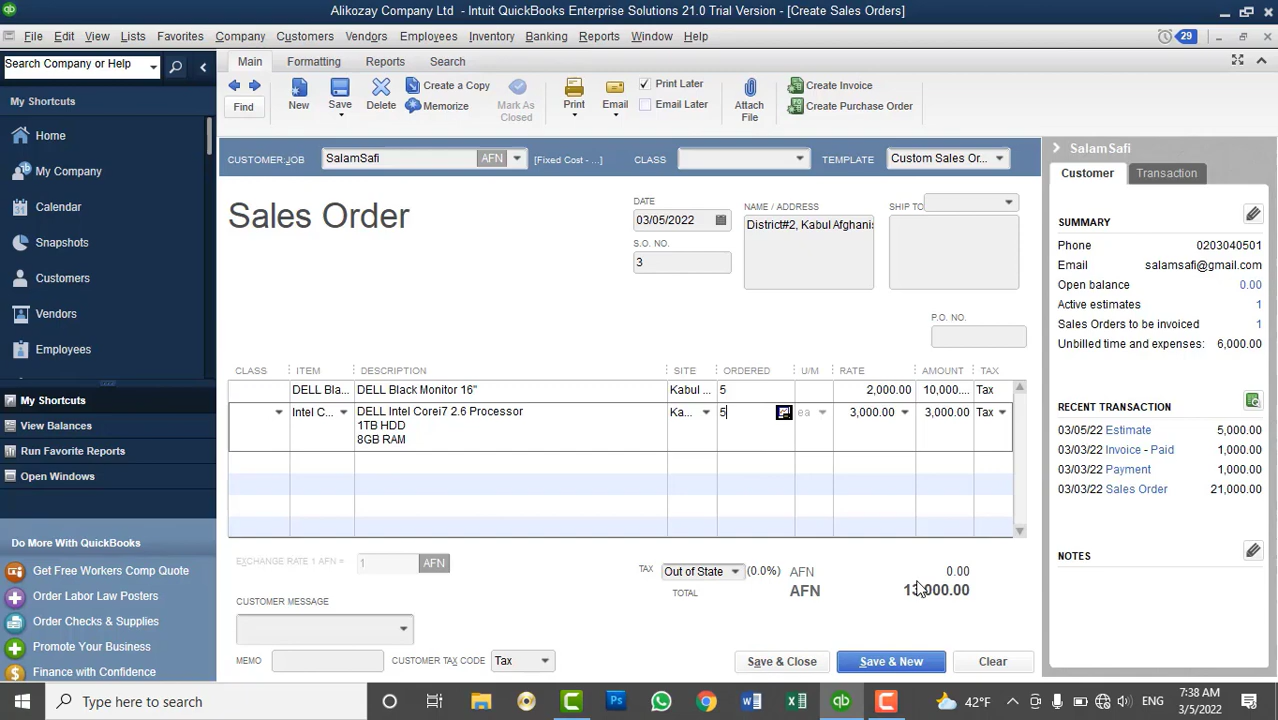 Alikozay Company Ltd - Intuit QuickBooks Enterprise Solutions 21.0 Trial Version - [Create Sales Orders]
File Edit View Lists Favorites Company Customers Vendors Employees Inventory Banking Reports Window Help 29
Search Company or Help
Main Formatting Reports Search
New Save Delete Create a Copy Memorize Mark As Closed Print Email Print Later Email Later Attach File Create Invoice Create Purchase Order
Find
My Shortcuts
Home
My Company
Calendar
Snapshots
Customers
Vendors
Employees
My Shortcuts
View Balances
Run Favorite Reports
Open Windows
Do More With QuickBooks
Get Free Workers Comp Quote
Order Labor Law Posters
Order Checks & Supplies
Promote Your Business
Finance with Confidence
CUSTOMER:JOB SalamSafi AFN [Fixed Cost - ...] CLASS TEMPLATE Custom Sales Or...
Sales Order
DATE
03/05/2022
S.O. NO.
3
NAME / ADDRESS
District#2, Kabul Afghanis
SHIP TO
P.O. NO.
CLASS ITEM DESCRIPTION SITE ORDERED U/M RATE AMOUNT TAX
DELL Bla... DELL Black Monitor 16" Kabul ... 5 2,000.00 10,000.... Tax
Intel C... DELL Intel Corei7 2.6 Processor Ka... 5 ea 3,000.00 3,000.00 Tax
1TB HDD
8GB RAM
EXCHANGE RATE 1 AFN = 1 AFN
TAX Out of State (0.0%) AFN 0.00
TOTAL AFN 13,000.00
CUSTOMER MESSAGE
MEMO CUSTOMER TAX CODE Tax
Save & Close Save & New Clear
SalamSafi
Customer Transaction
SUMMARY
Phone 0203040501
Email salamsafi@gmail.com
Open balance 0.00
Active estimates 1
Sales Orders to be invoiced 1
Unbilled time and expenses: 6,000.00
RECENT TRANSACTION
03/05/22 Estimate 5,000.00
03/03/22 Invoice - Paid 1,000.00
03/03/22 Payment 1,000.00
03/03/22 Sales Order 21,000.00
NOTES
Type here to search 42°F ENG 7:38 AM
3/5/2022